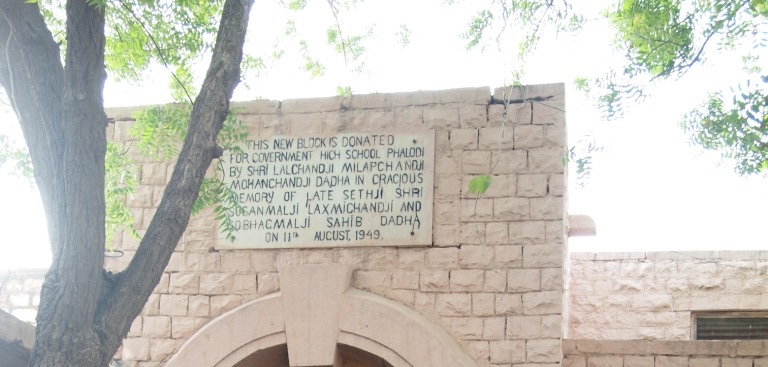 THIS NEW BLOCK IS DONATED
FOR GOVERNMENT HIGH SCHOOL PHALODI
BY SHRI LALCHANDJI MILAPCHANDJI
MOHANCHANDJI DADHA IN GRACIOUS
MEMORY OF LATE SETHJI SHRI
SUGANMALJI LAXMICHANDJI AND
SOBHAGMALJI SAHIB DADHA
ON 11TH AUGUST, 1949.